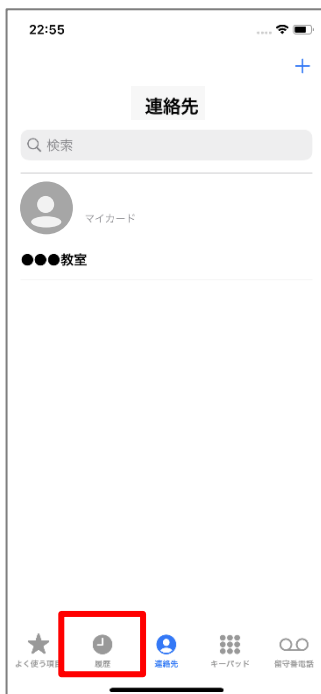 22:55
+
連絡先
検索
マイカード
●●●教室
よく使う項目 履歴 連絡先 キーパッド 留守番電話